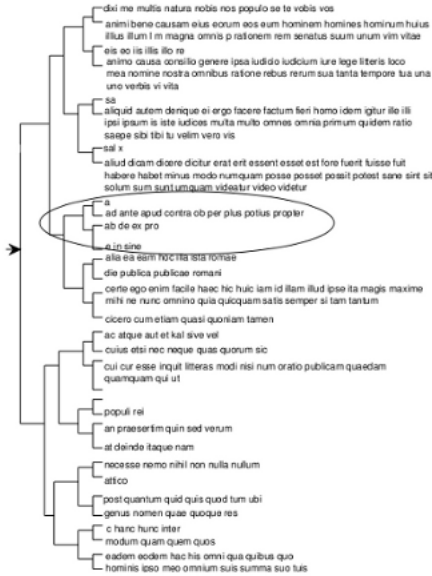 dixi me multis natura nobis nos populo se te vobis vos
animi bene causam eius eorum eos eum hominem homines hominum huius
illius illum l m magna omnis p rationem rem senatus suum unum vim vitae
eis eo iis illis illo re
animo causa consilio genere ipsa iudicio iudicium iure lege litteris loco
mea nomine nostra omnibus ratione rebus rerum sua tanta tempore tua una
uno verbis vi vita
sa
aliquid autem denique ei ergo facere factum fieri homo idem igitur ille illi
ipsi ipsum is iste iudices multa multo omnes omnia primum quidem ratio
saepe sibi tibi tu velim vero vis
sal x
aliud dicam dicere dicitur erat erit essent esset est fore fuerit fuisse fuit
habere habet minus modo numquam posse posset possit potest sane sint sit
solum sum sunt umquam videatur video videtur
a
ad ante apud contra ob per plus potius propter
ab de ex pro
e in sine
alia ea eam hoc illa ista romae
die publica publicae romani
certe ego enim facile haec hic huic iam id illam illud ipse ita magis maxime
mihi ne nunc omnino quia quicquam satis semper si tam tantum
cicero cum etiam quasi quoniam tamen
ac atque aut et kal sive vel
cuius etsi nec neque quas quorum sic
cui cur esse inquit litteras modi nisi num oratio publicam quaedam
quamquam qui ut
populi rei
an praesertim quin sed verum
at deinde itaque nam
necesse nemo nihil non nulla nullum
attico
post quantum quid quis quod tum ubi
genus nomen quae quoque res
c hanc hunc inter
modum quam quem quos
eadem eodem hac his omni qua quibus quo
hominis ipso meo omnium suis summa suo tuis